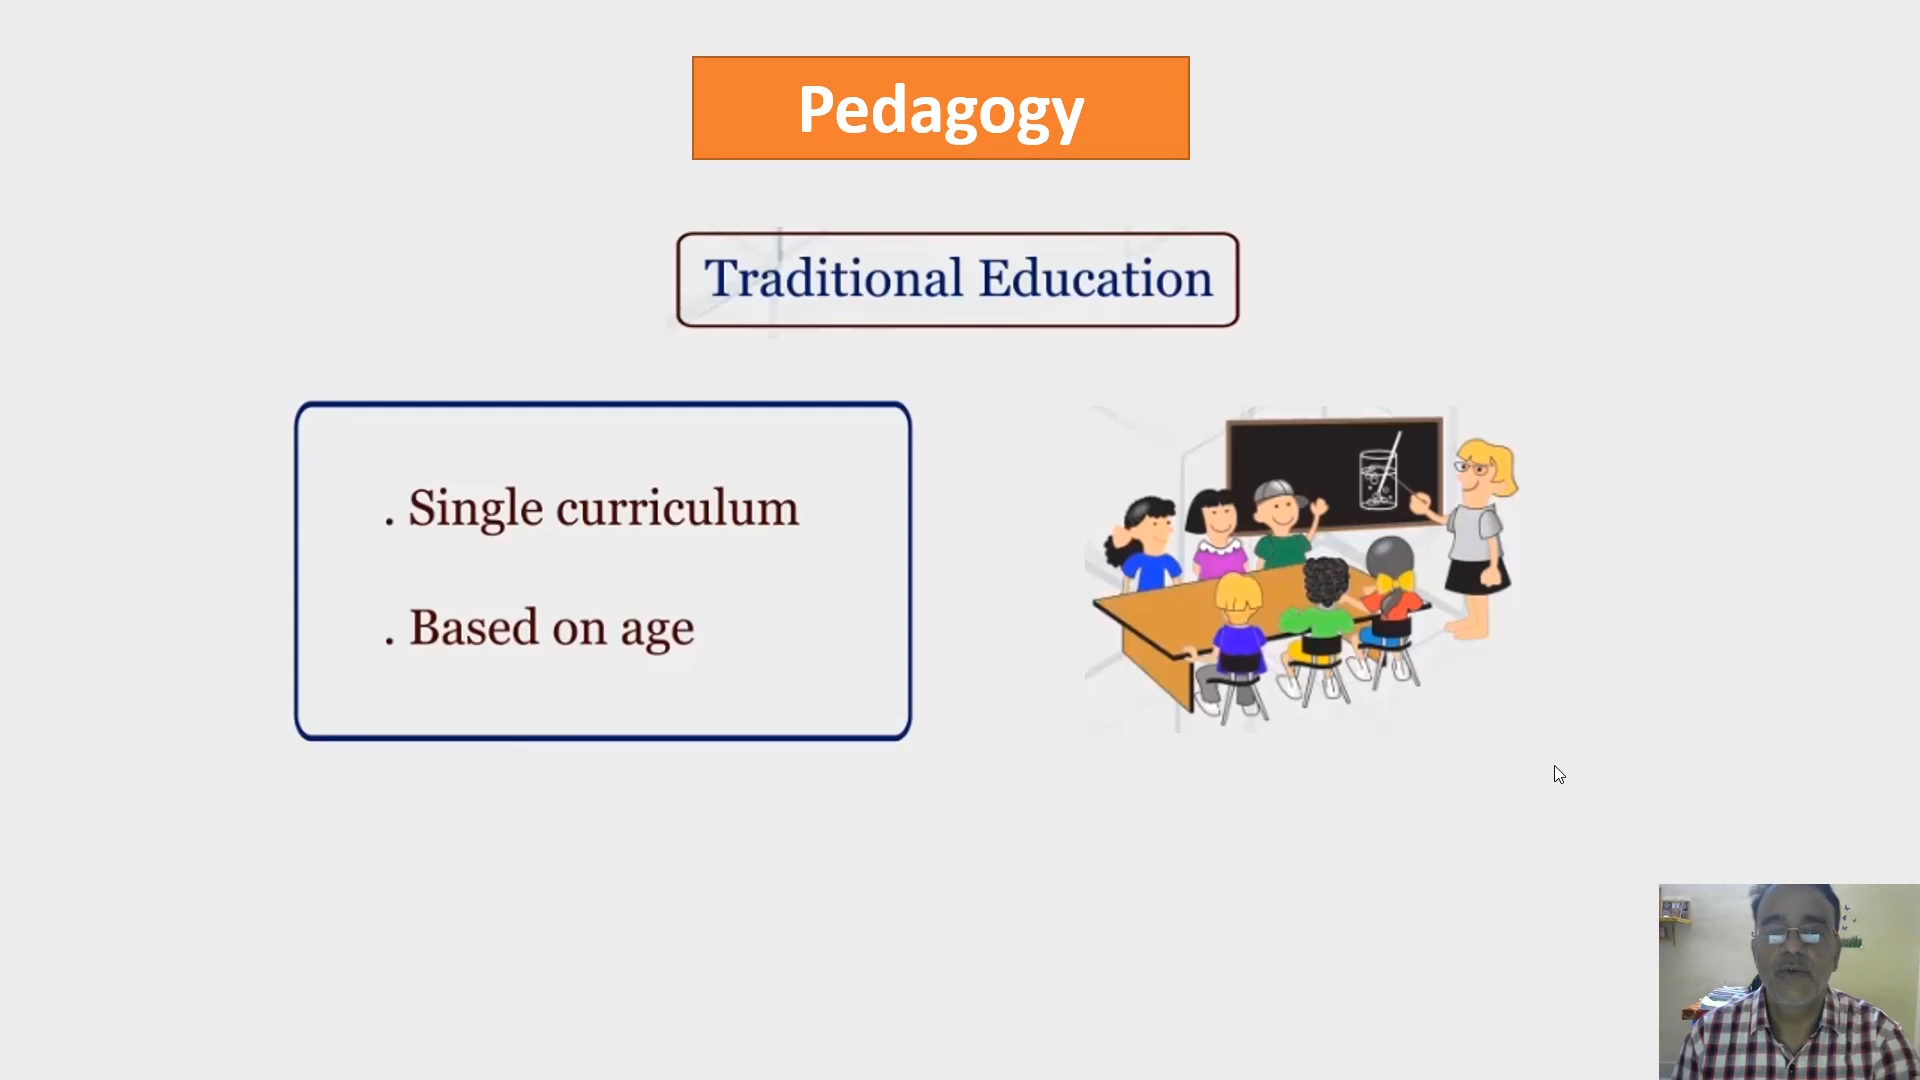 Pedagogy
Traditional Education
. Single curriculum
. Based on age